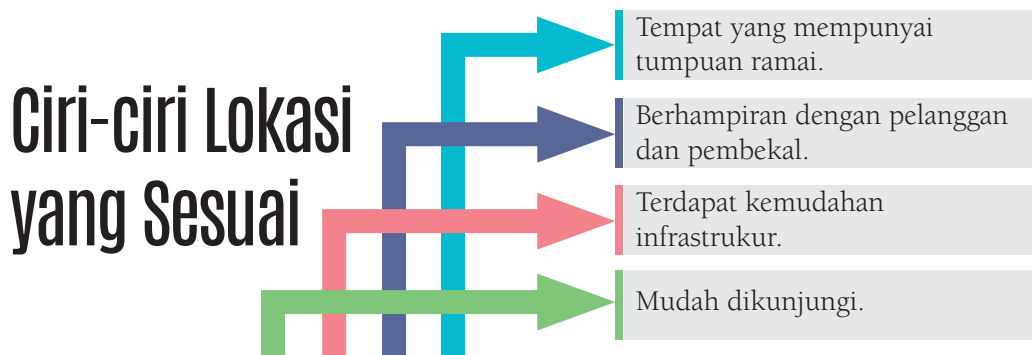 Ciri-ciri Lokasi
yang Sesuai
Tempat yang mempunyai
tumpuan ramai.
Berhampiran dengan pelanggan
dan pembekal.
Terdapat kemudahan
infrastrukur.
Mudah dikunjungi.